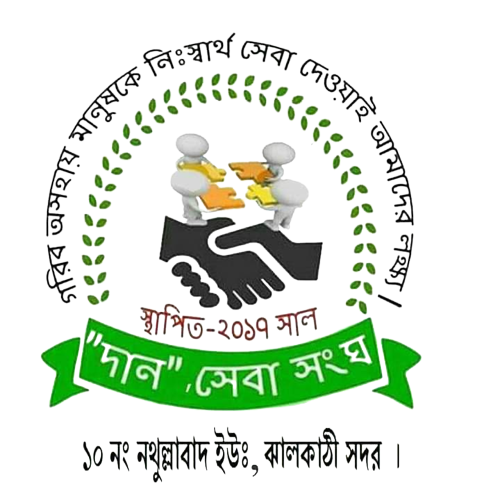 গরিব অসহায় মানুষকে নিঃস্বার্থ সেবা দেওয়াই আমাদের লক্ষ্য।
স্থাপিত-২০১৭ সাল
"দান", সেবা সংঘ
১০ নং নথুল্লাবাদ ইউঃ, ঝালকাঠী সদর ।